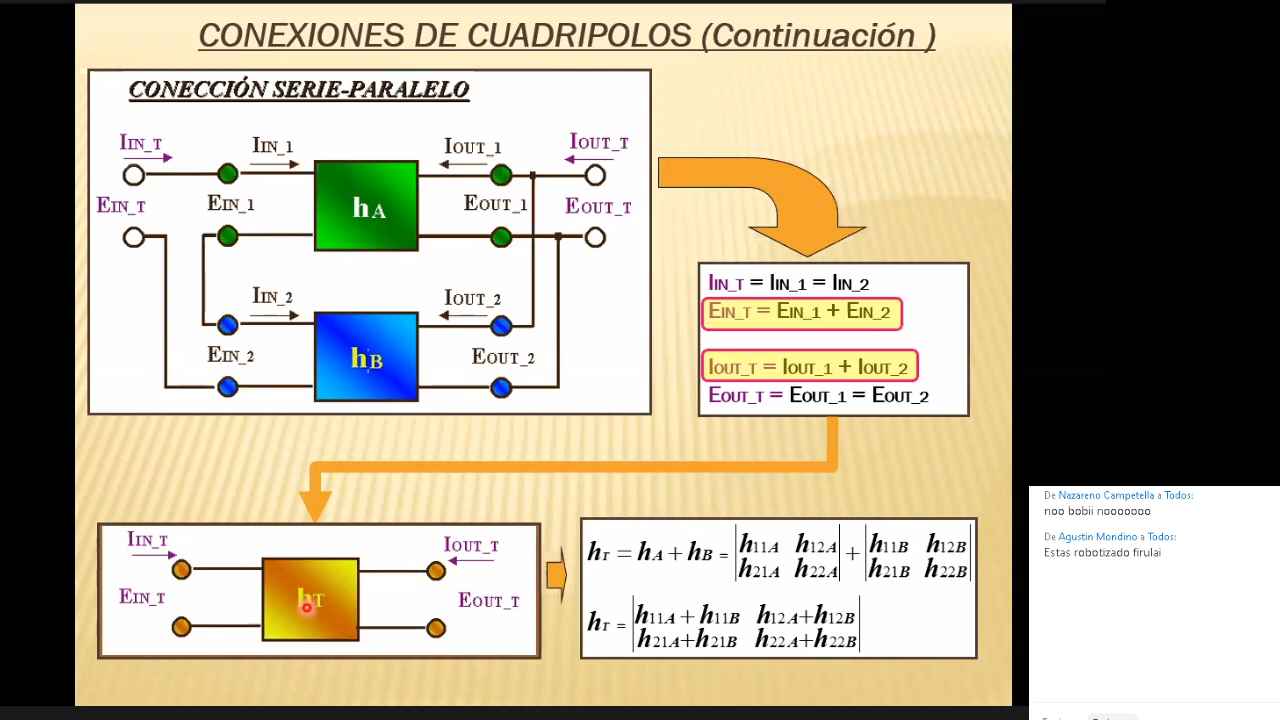 CONEXIONES DE CUADRIPOLOS (Continuación )
CONECCIÓN SERIE-PARALELO
IIN_T IIN_1 IOUT_1 IOUT_T
EIN_T EIN_1 hA EOUT_1 EOUT_T
IIN_2 IOUT_2
EIN_2 hB EOUT_2
IIN_T = IIN_1 = IIN_2
EIN_T = EIN_1 + EIN_2
IOUT_T = IOUT_1 + IOUT_2
EOUT_T = EOUT_1 = EOUT_2
IIN_T IOUT_T
EIN_T hT EOUT_T
hT = hA + hB = |h11A h12A| + |h11B h12B|
|h21A h22A| |h21B h22B|
hT = |h11A + h11B h12A+h12B|
|h21A+h21B h22A+h22B|
De Nazareno Campetella a Todos:
noo bobii nooooooo
De Agustin Mondino a Todos:
Estas robotizado firulai